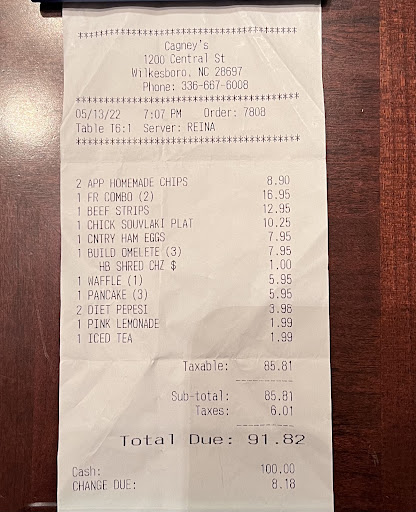 ***********************************
Cagney's
1200 Central St
Wilkesboro, NC 28697
Phone: 336-667-6008
***********************************
05/13/22 7:07 PM Order: 7808
Table T6:1 Server: REINA
***********************************
2 APP HOMEMADE CHIPS 8.90
1 FR COMBO (2) 16.95
1 BEEF STRIPS 12.95
1 CHICK SOUVLAKI PLAT 10.25
1 CNTRY HAM EGGS 7.95
1 BUILD OMELETE (3) 7.95
HB SHRED CHZ $ 1.00
1 WAFFLE (1) 5.95
1 PANCAKE (3) 5.95
2 DIET PEPESI 3.98
1 PINK LEMONADE 1.99
1 ICED TEA 1.99
Taxable: 85.81
-----------
Sub-total: 85.81
Taxes: 6.01
-----------
Total Due: 91.82
Cash: 100.00
CHANGE DUE: 8.18